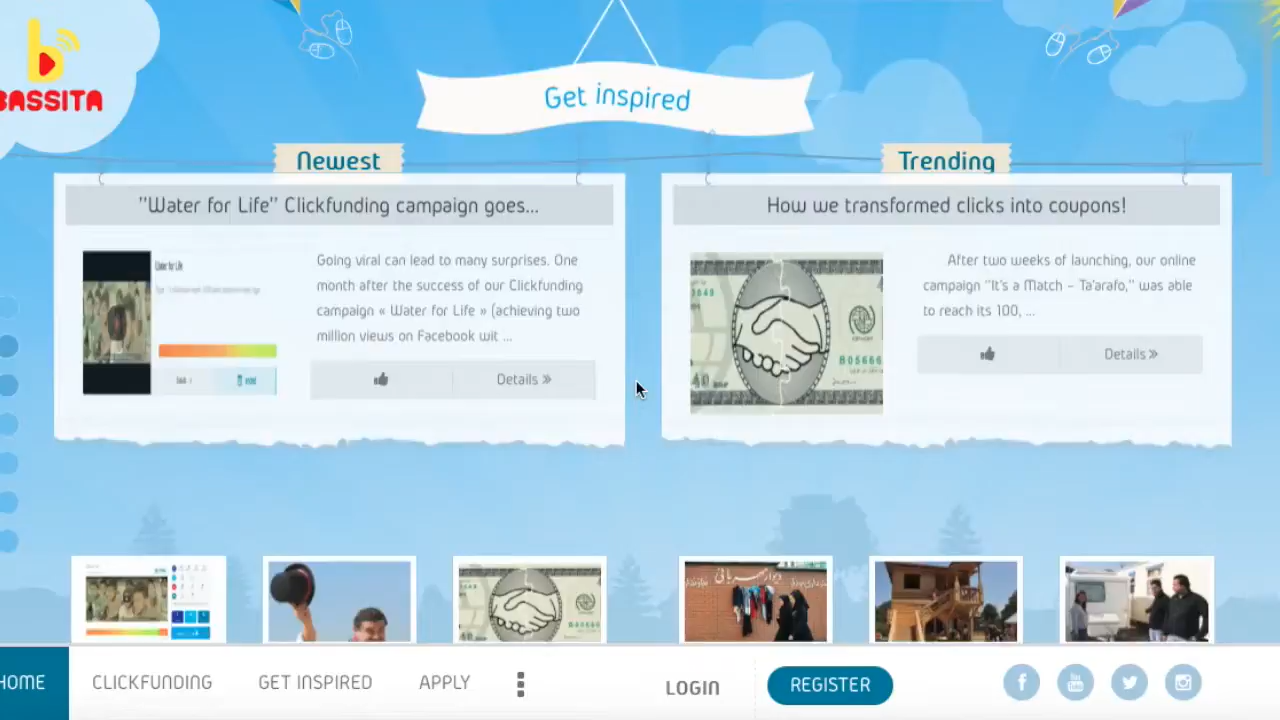 BASSITA
Get inspired
Newest
"Water for Life" Clickfunding campaign goes...
Water for Life
Going viral can lead to many surprises. One
month after the success of our Clickfunding
campaign « Water for Life » (achieving two
million views on Facebook wit ...
Details »
Trending
How we transformed clicks into coupons!
After two weeks of launching, our online
campaign "It's a Match – Ta'arafo," was able
to reach its 100, ...
Details »
HOME
CLICKFUNDING
GET INSPIRED
APPLY
LOGIN
REGISTER